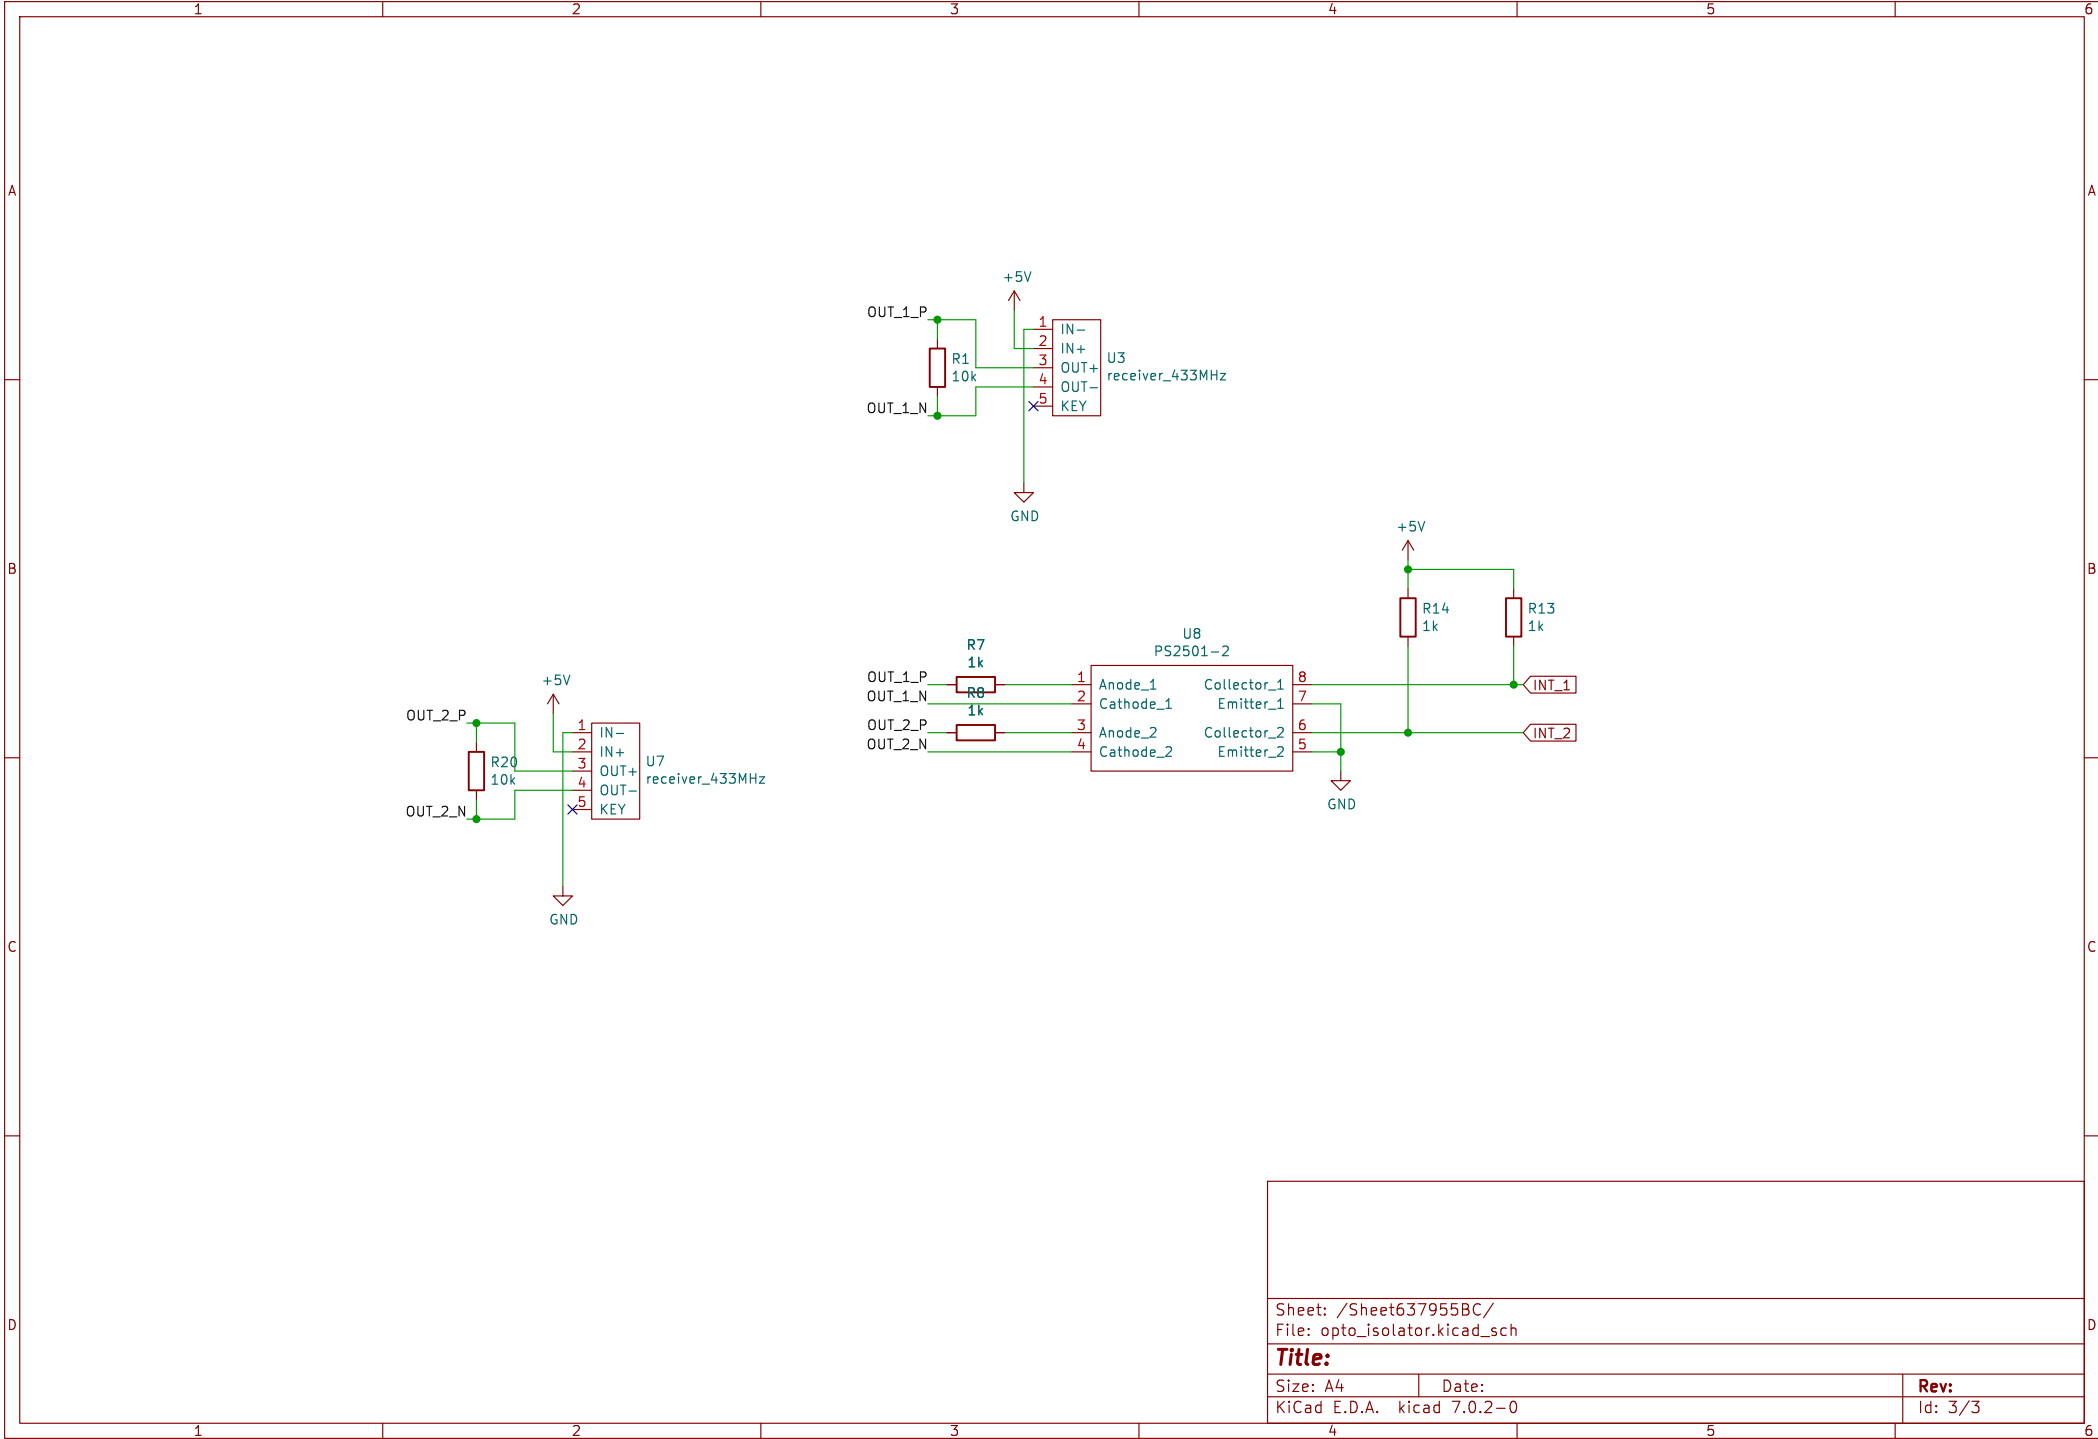 1 2 3 4 5 6
A A
+5V
OUT_1_P
1 IN-
2 IN+
3 OUT+
4 OUT-
5 KEY
R1
10k
U3
receiver_433MHz
OUT_1_N
GND
+5V
B B
R14
1k
R13
1k
U8
PS2501-2
R7
1k
OUT_1_P
OUT_1_N
R8
1k
OUT_2_P
OUT_2_N
1 Anode_1 Collector_1 8
2 Cathode_1 Emitter_1 7
3 Anode_2 Collector_2 6
4 Cathode_2 Emitter_2 5
INT_1
INT_2
GND
+5V
OUT_2_P
1 IN-
2 IN+
3 OUT+
4 OUT-
5 KEY
R20
10k
U7
receiver_433MHz
OUT_2_N
GND
C C
D D
Sheet: /Sheet637955BC/
File: opto_isolator.kicad_sch
Title:
Size: A4 Date: Rev:
KiCad E.D.A. kicad 7.0.2-0 Id: 3/3
1 2 3 4 5 6